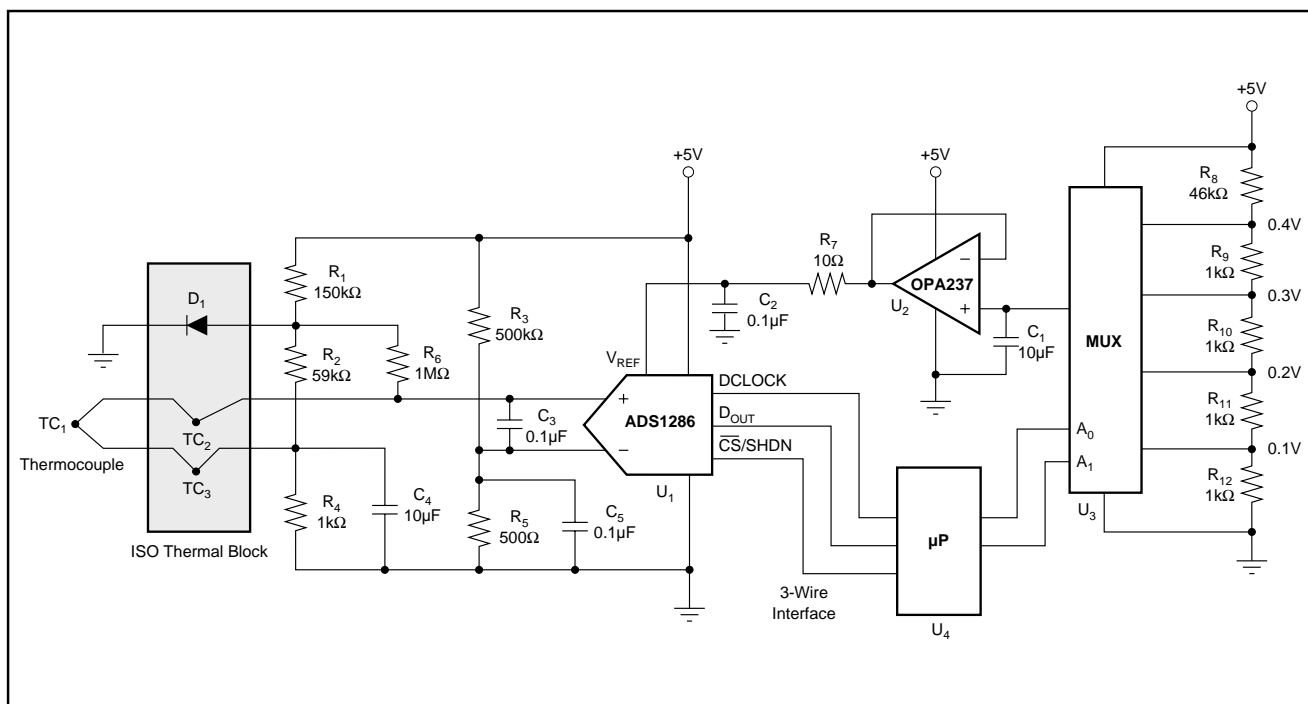 +5V
+5V
+5V
R8
46kΩ
0.4V
R7
10Ω
R9
1kΩ
R1
150kΩ
OPA237
−
+
U2
0.3V
D1
C2
0.1µF
C1
10µF
MUX
R3
500kΩ
R10
1kΩ
R2
59kΩ
R6
1MΩ
VREF
0.2V
DCLOCK
+
−
ADS1286
C3
0.1µF
DOUT
R11
1kΩ
TC1
Thermocouple
TC2
CS/SHDN
A0
A1
0.1V
TC3
U1
R4
1kΩ
C4
10µF
R5
500Ω
C5
0.1µF
R12
1kΩ
U3
µP
ISO Thermal Block
3-Wire
Interface
U4